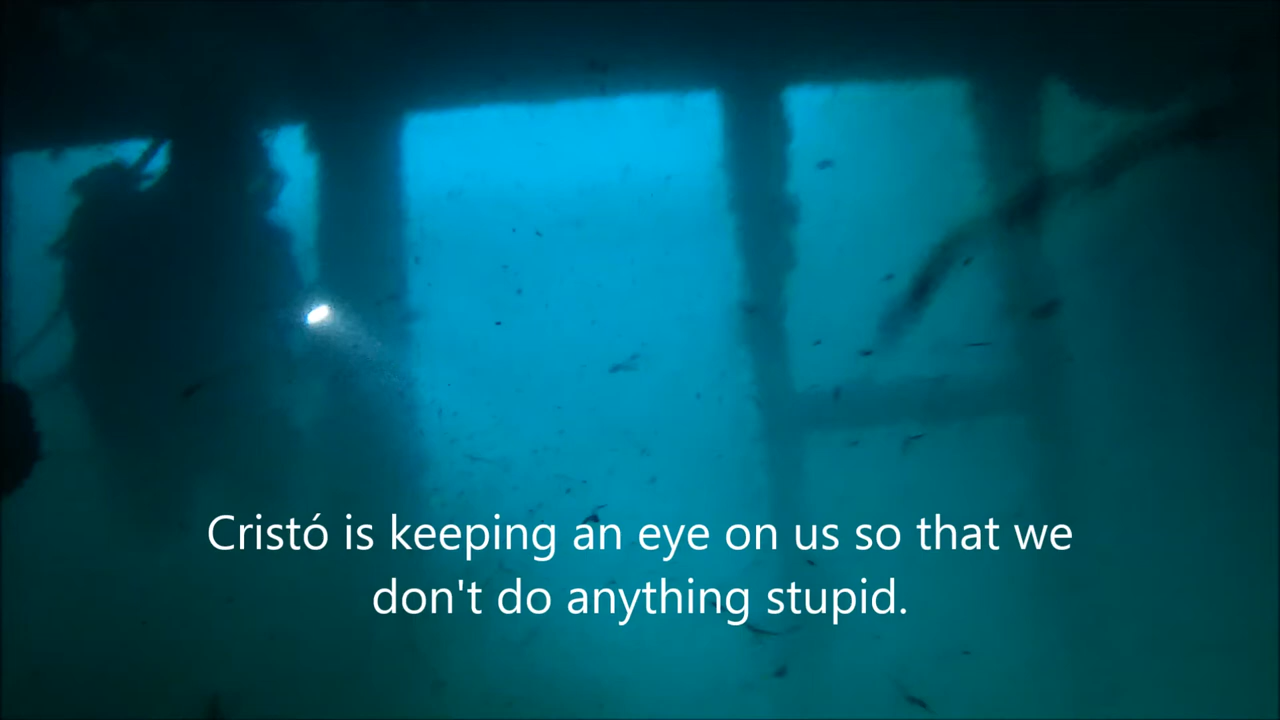 Cristó is keeping an eye on us so that we
don't do anything stupid.